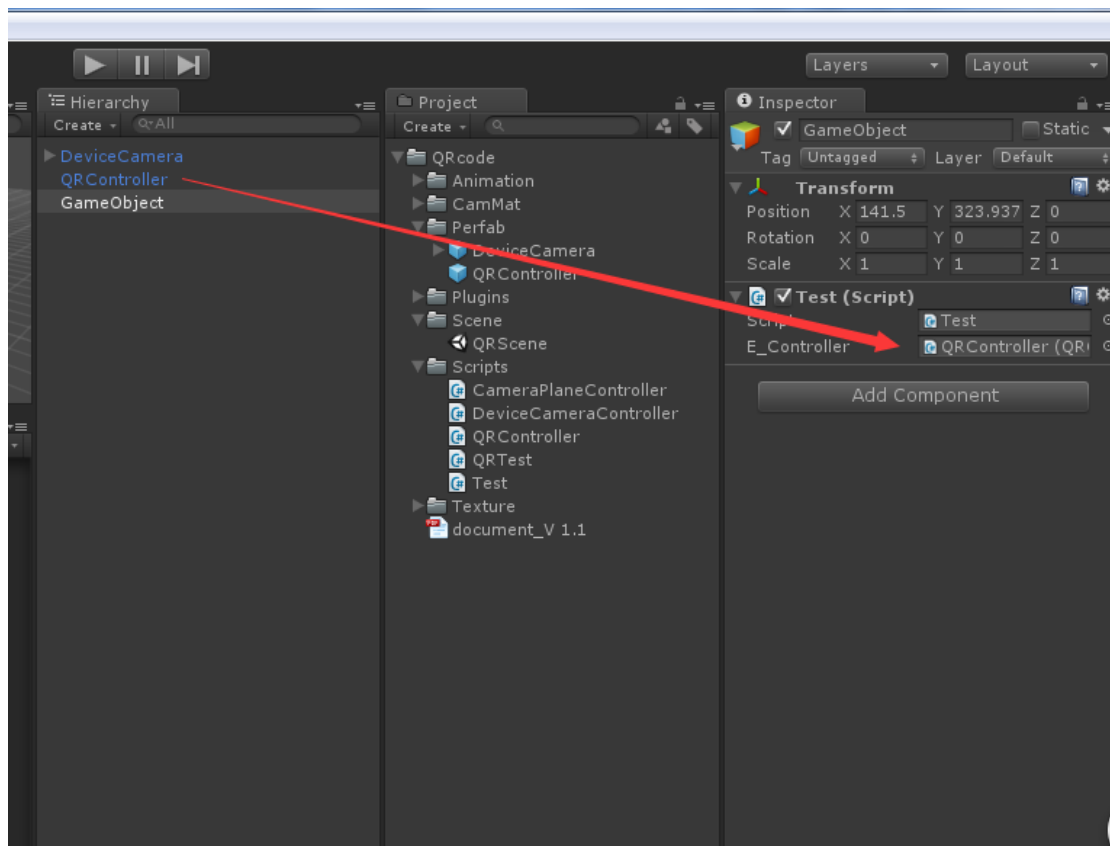 Layers
Layout
Hierarchy
Create
All
DeviceCamera
QRController
GameObject
Project
Create
QRcode
Animation
CamMat
Perfab
DeviceCamera
QRController
Plugins
Scene
QRScene
Scripts
CameraPlaneController
DeviceCameraController
QRController
QRTest
Test
Texture
document_V 1.1
Inspector
GameObject
Static
Tag Untagged Layer Default
Transform
Position X 141.5 Y 323.937 Z 0
Rotation X 0 Y 0 Z 0
Scale X 1 Y 1 Z 1
Test (Script)
Script Test
E_Controller QRController (QR
Add Component